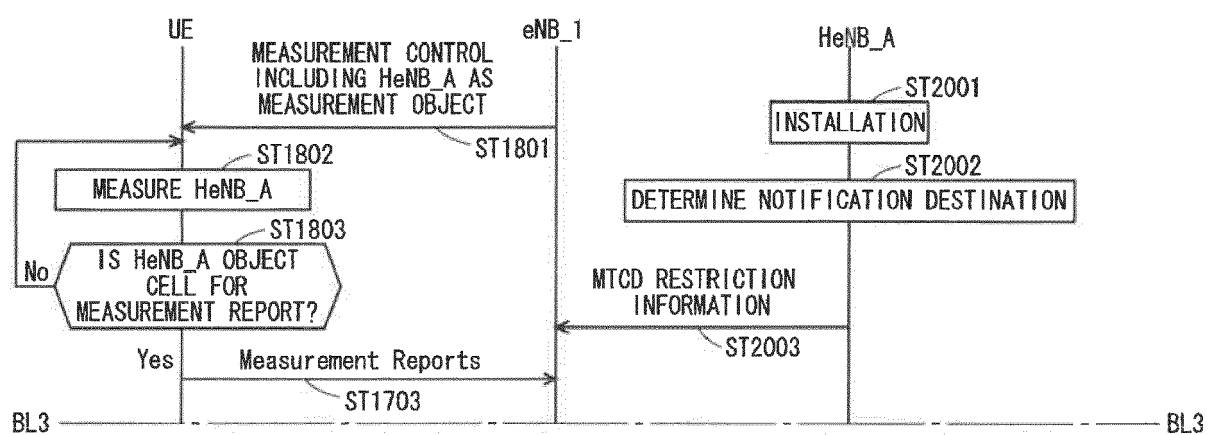 UE
eNB_1
HeNB_A
MEASUREMENT CONTROL
INCLUDING HeNB_A AS
MEASUREMENT OBJECT
ST1801
ST2001
INSTALLATION
ST1802
MEASURE HeNB_A
ST2002
DETERMINE NOTIFICATION DESTINATION
ST1803
No
IS HeNB_A OBJECT
CELL FOR
MEASUREMENT REPORT?
MTCD RESTRICTION
INFORMATION
ST2003
Yes
Measurement Reports
ST1703
BL3
BL3